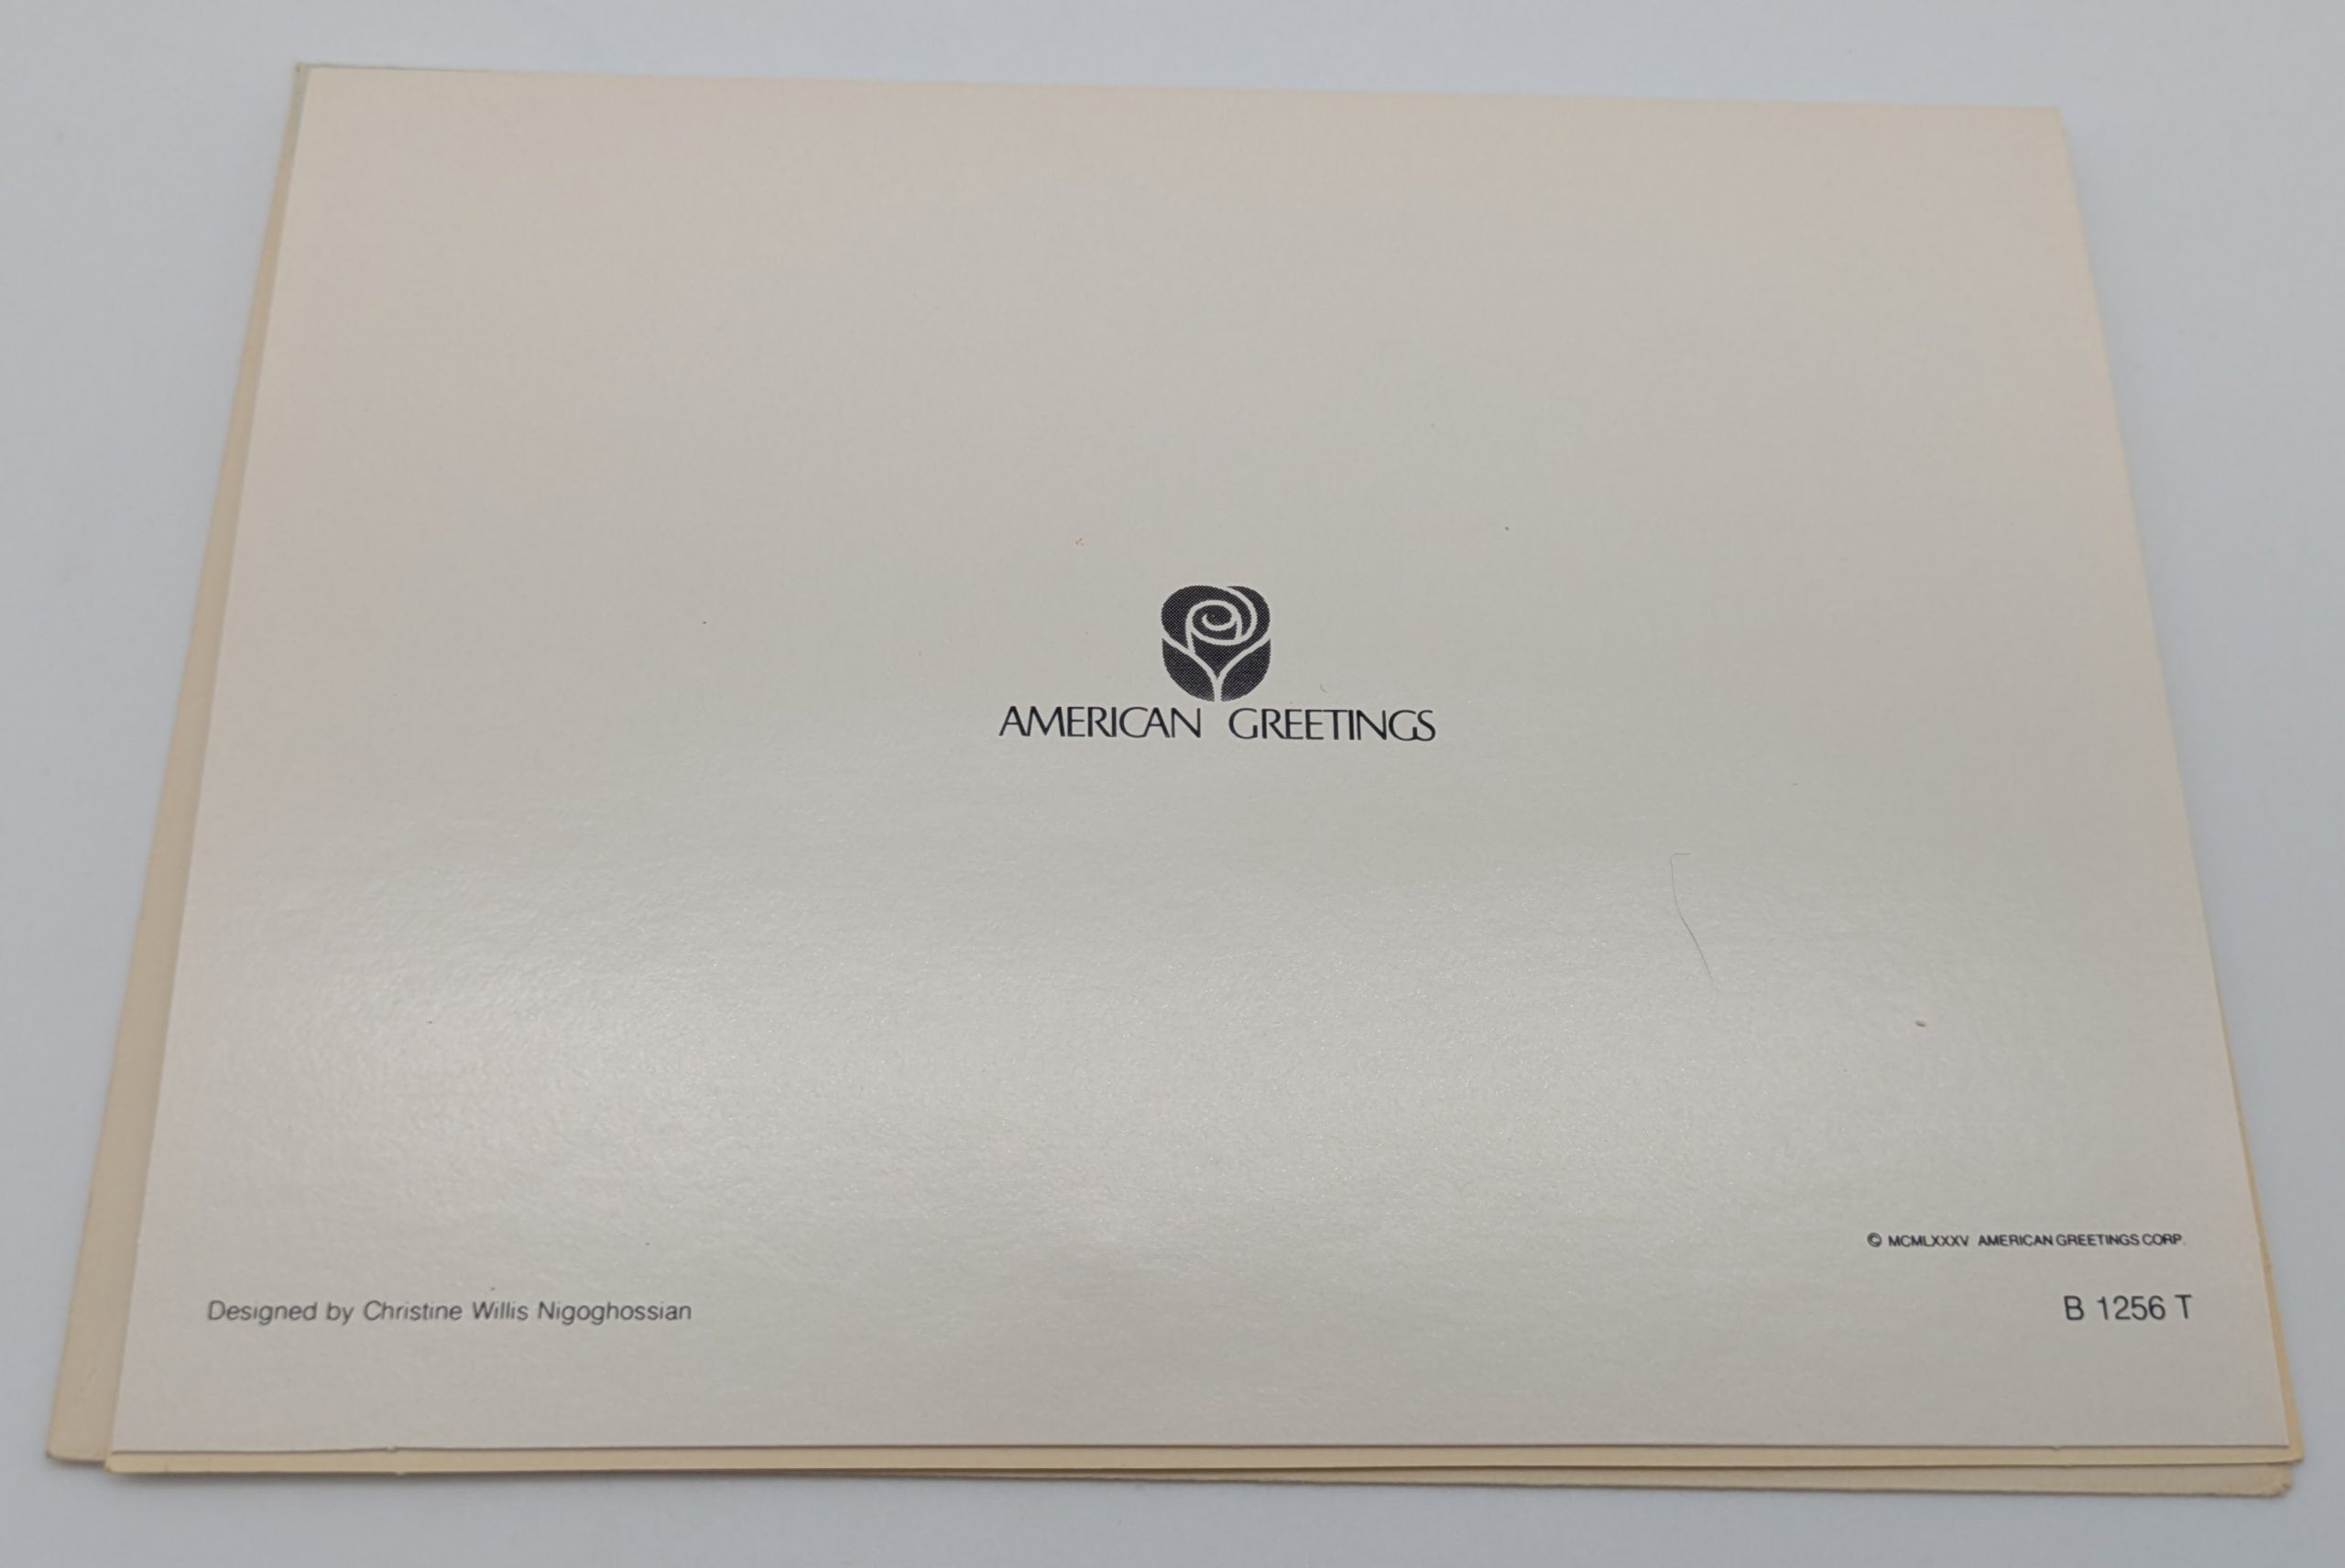 AMERICAN GREETINGS
© MCMLXXXV AMERICAN GREETINGS CORP.
Designed by Christine Willis Nigoghossian
B 1256 T